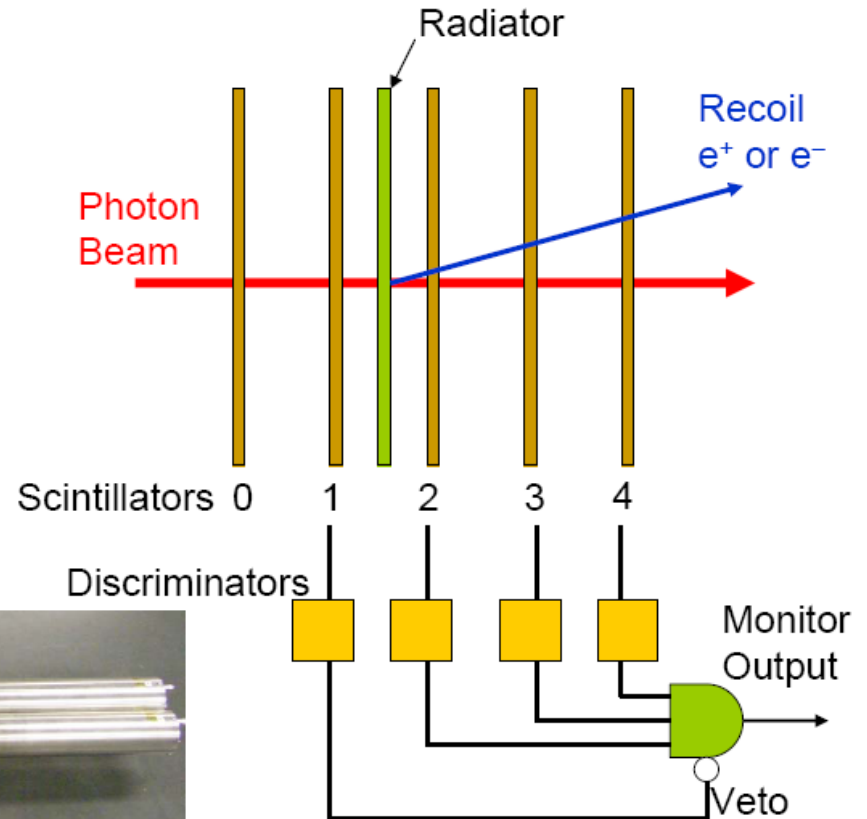 Radiator
Recoil
e⁺ or e⁻
Photon
Beam
Scintillators 0 1 2 3 4
Discriminators
Monitor
Output
Veto